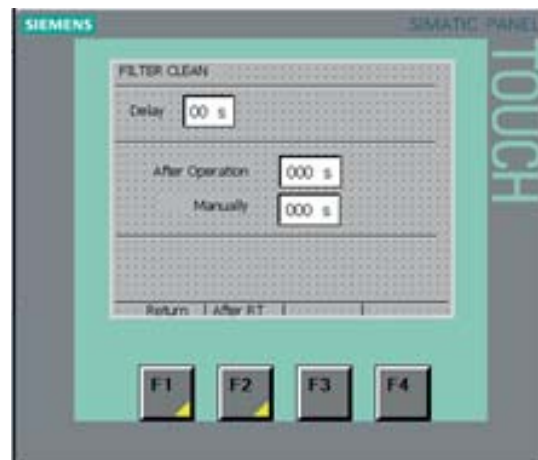 SIEMENS
SIMATIC PANEL
TOUCH
FILTER CLEAN
Delay 00 s
After Operation 000 s
Manually 000 s
Return After RT
F1 F2 F3 F4